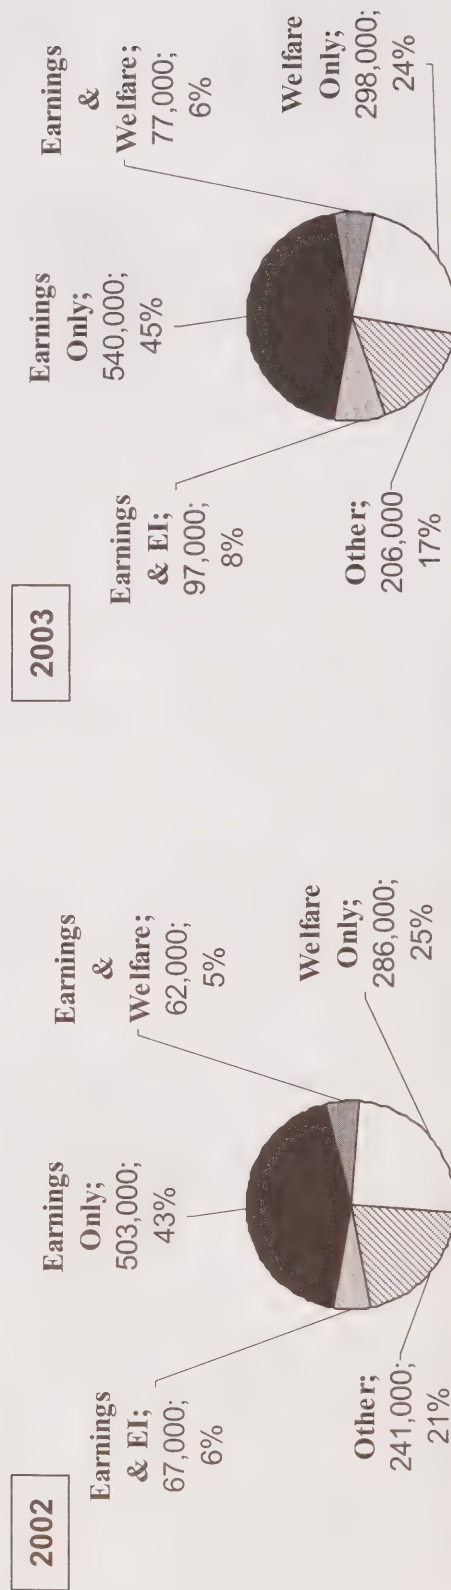 2002
Earnings
Only;
503,000;
43%
Earnings
&
Welfare;
62,000;
5%
Welfare
Only;
286,000;
25%
Other;
241,000;
21%
Earnings
& EI;
67,000;
6%
2003
Earnings
Only;
540,000;
45%
Earnings
&
Welfare;
77,000;
6%
Welfare
Only;
298,000;
24%
Other;
206,000
17%
Earnings
& EI;
97,000;
8%